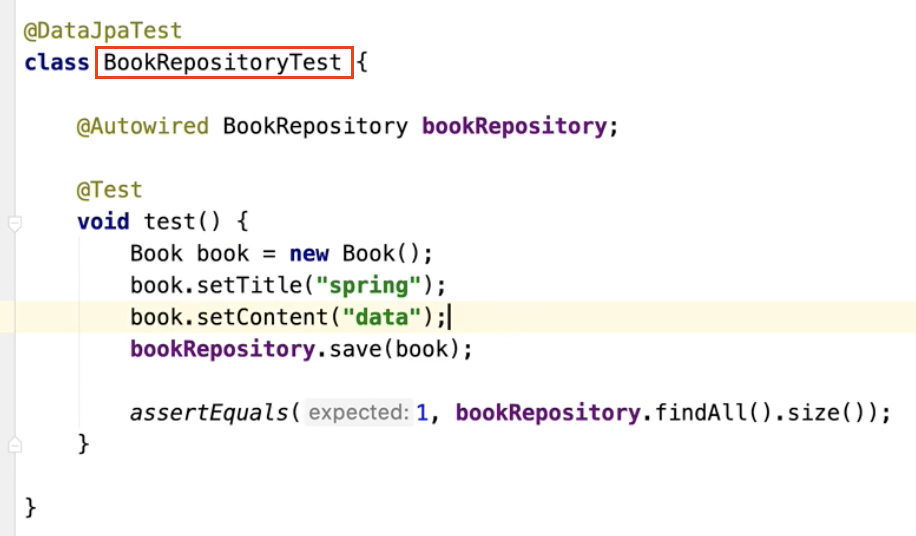 @DataJpaTest
class BookRepositoryTest {
@Autowired BookRepository bookRepository;
@Test
void test() {
Book book = new Book();
book.setTitle("spring");
book.setContent("data");
bookRepository.save(book);
assertEquals( expected: 1, bookRepository.findAll().size());
}
}